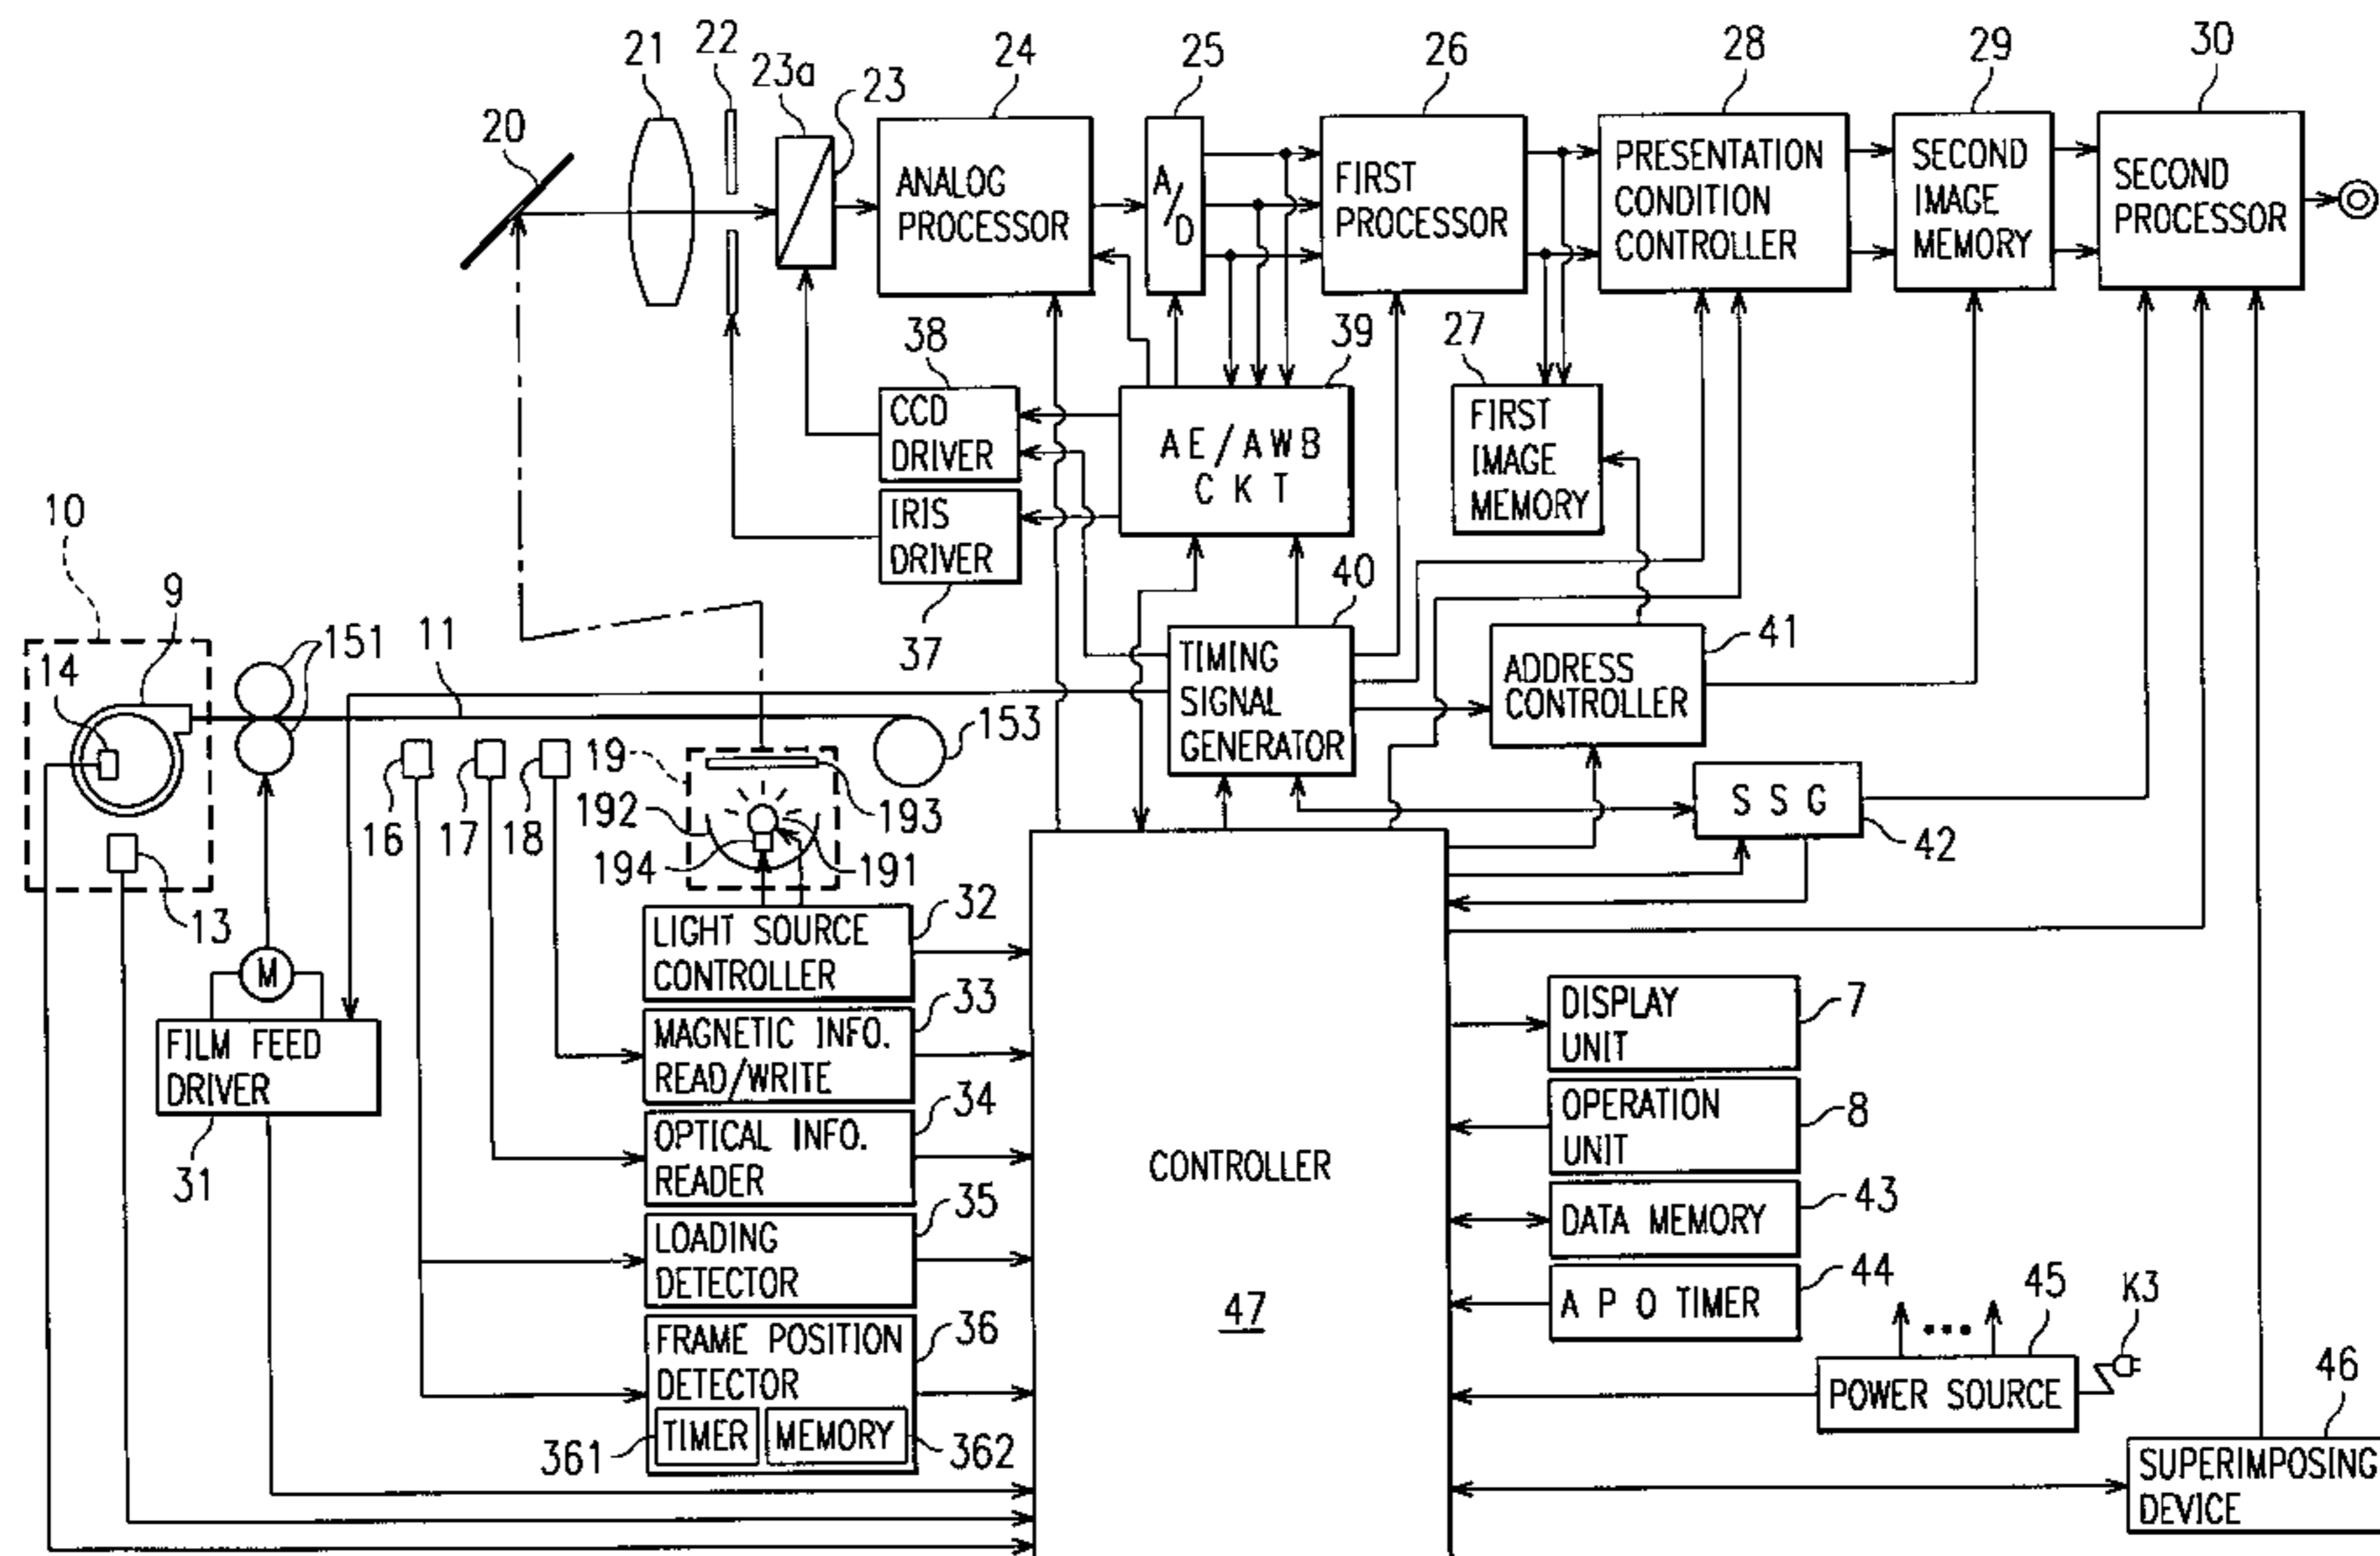 20
21
22
23a
23
24
25
26
28
29
30
ANALOG
PROCESSOR
A/D
FIRST
PROCESSOR
PRESENTATION
CONDITION
CONTROLLER
SECOND
IMAGE
MEMORY
SECOND
PROCESSOR
38
CCD
DRIVER
IRIS
DRIVER
37
39
AE/AWB
CKT
27
FIRST
IMAGE
MEMORY
40
TIMING
SIGNAL
GENERATOR
41
ADDRESS
CONTROLLER
SSG
42
10
9
14
151
11
153
13
16
17
18
19
192
194
193
191
M
FILM FEED
DRIVER
31
32
LIGHT SOURCE
CONTROLLER
33
MAGNETIC INFO.
READ/WRITE
34
OPTICAL INFO.
READER
35
LOADING
DETECTOR
36
FRAME POSITION
DETECTOR
TIMER
MEMORY
361
362
CONTROLLER
47
DISPLAY
UNIT
7
OPERATION
UNIT
8
DATA MEMORY
43
APO TIMER
44
POWER SOURCE
45
K3
46
SUPERIMPOSING
DEVICE